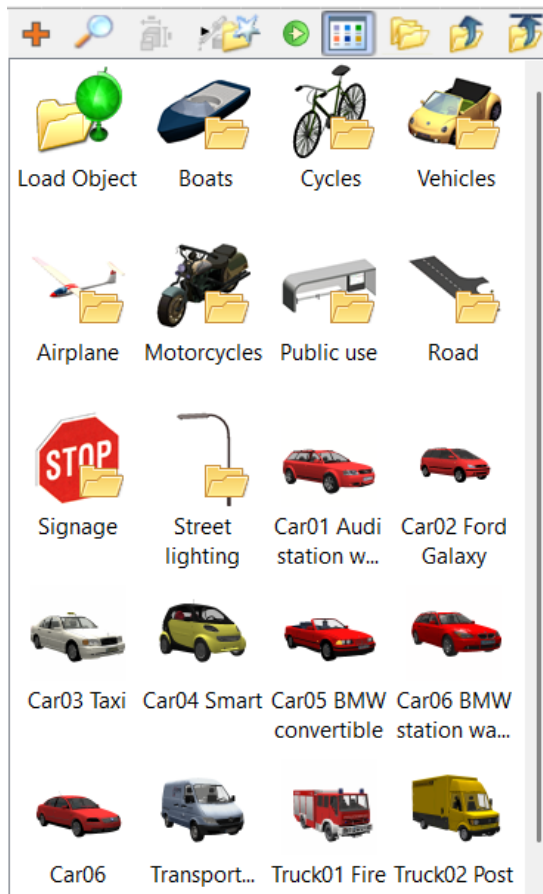 Load Object
Boats
Cycles
Vehicles
Airplane
Motorcycles
Public use
Road
STOP
Signage
Street
lighting
Car01 Audi
station w...
Car02 Ford
Galaxy
Car03 Taxi
Car04 Smart
Car05 BMW
convertible
Car06 BMW
station wa...
Car06
Transport...
Truck01 Fire
Truck02 Post